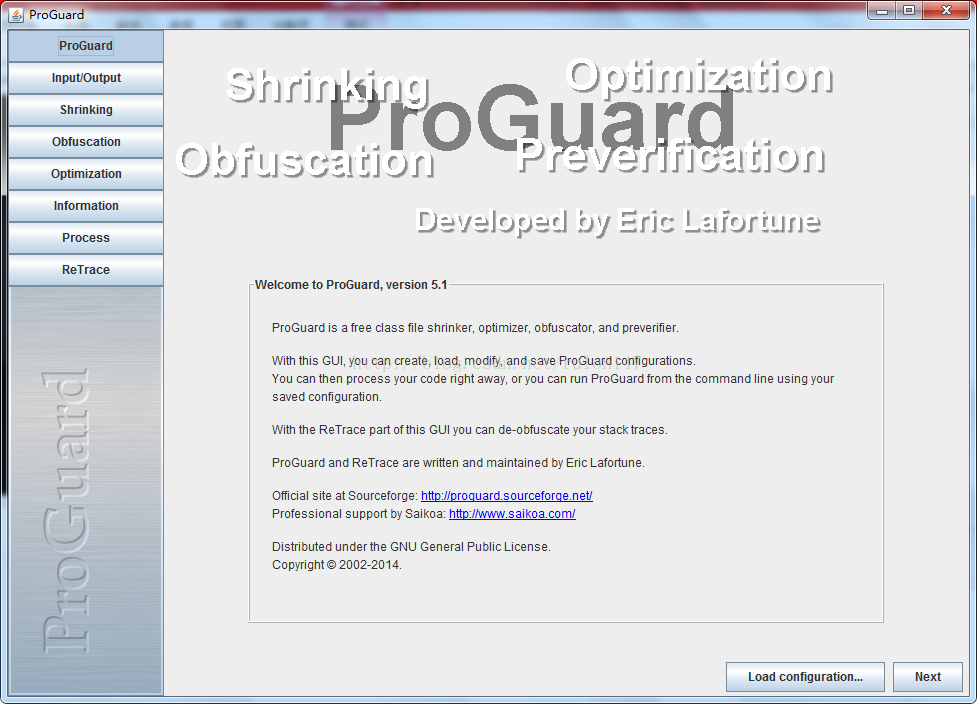 ProGuard
ProGuard
Input/Output
Shrinking
Obfuscation
Optimization
Information
Process
ReTrace
ProGuard
Shrinking
Optimization
ProGuard
Obfuscation
Preverification
Developed by Eric Lafortune
Welcome to ProGuard, version 5.1
ProGuard is a free class file shrinker, optimizer, obfuscator, and preverifier.
With this GUI, you can create, load, modify, and save ProGuard configurations.
You can then process your code right away, or you can run ProGuard from the command line using your
saved configuration.
With the ReTrace part of this GUI you can de-obfuscate your stack traces.
ProGuard and ReTrace are written and maintained by Eric Lafortune.
Official site at Sourceforge: http://proguard.sourceforge.net/
Professional support by Saikoa: http://www.saikoa.com/
Distributed under the GNU General Public License.
Copyright © 2002-2014.
Load configuration...
Next